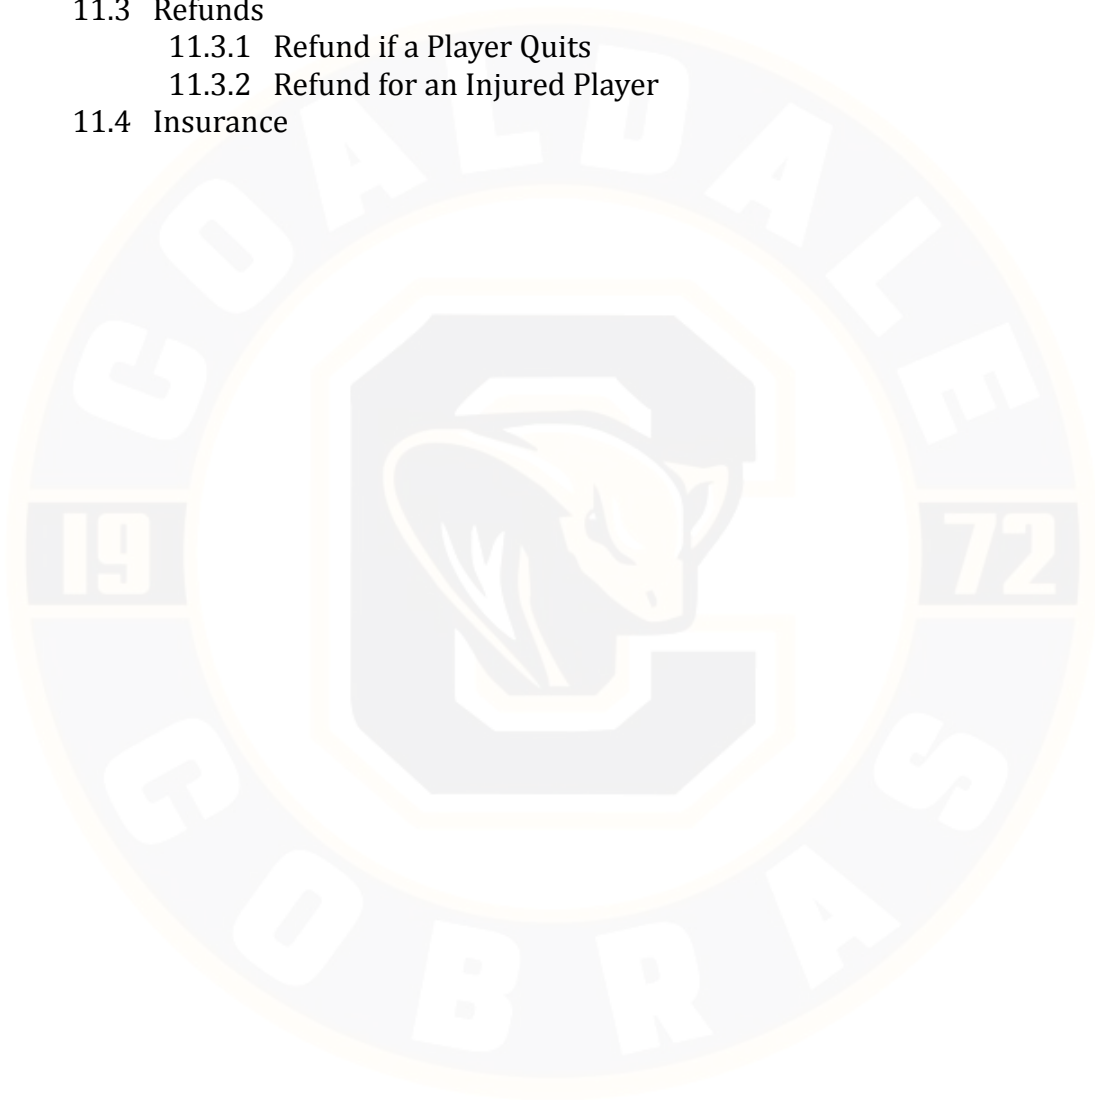 11.3 Refunds
11.3.1 Refund if a Player Quits
11.3.2 Refund for an Injured Player
11.4 Insurance
COALDALE
19 72
COBRAS